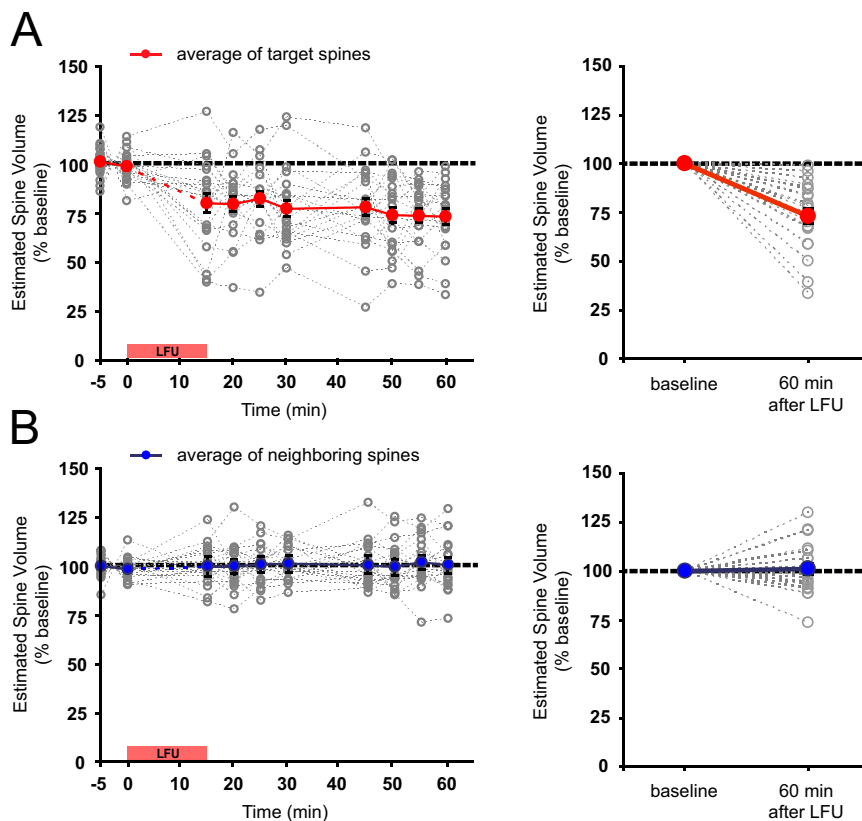 A
average of target spines
Estimated Spine Volume
(% baseline)
150
125
100
75
50
25
0
LFU
-5 0 10 20 30 40 50 60
Time (min)
Estimated Spine Volume
(% baseline)
150
125
100
75
50
25
0
baseline 60 min
after LFU
B
average of neighboring spines
Estimated Spine Volume
(% baseline)
150
125
100
75
50
25
0
LFU
-5 0 10 20 30 40 50 60
Time (min)
Estimated Spine Volume
(% baseline)
150
125
100
75
50
25
0
baseline 60 min
after LFU